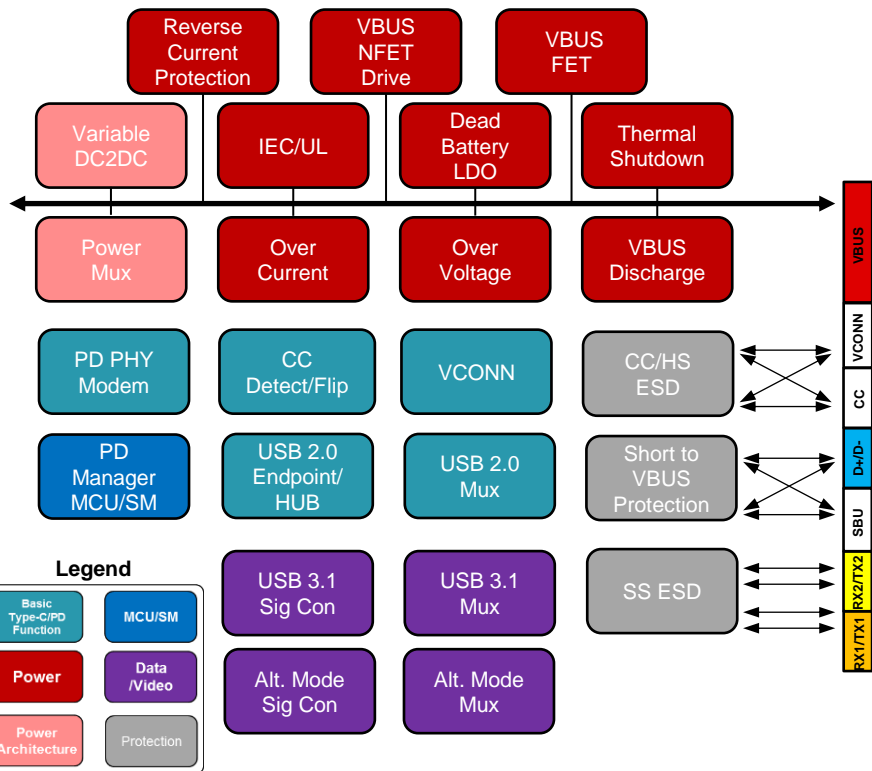 Reverse
Current
Protection
VBUS
NFET
Drive
VBUS
FET
Variable
DC2DC
IEC/UL
Dead
Battery
LDO
Thermal
Shutdown
Power
Mux
Over
Current
Over
Voltage
VBUS
Discharge
PD PHY
Modem
CC
Detect/Flip
VCONN
CC/HS
ESD
PD
Manager
MCU/SM
USB 2.0
Endpoint/
HUB
USB 2.0
Mux
Short to
VBUS
Protection
USB 3.1
Sig Con
USB 3.1
Mux
SS ESD
Alt. Mode
Sig Con
Alt. Mode
Mux
VBUS
VCONN
CC
D+/D-
SBU
RX2/TX2
RX1/TX1
Legend
Basic
Type-C/PD
Function
MCU/SM
Power
Data
/Video
Power
Architecture
Protection